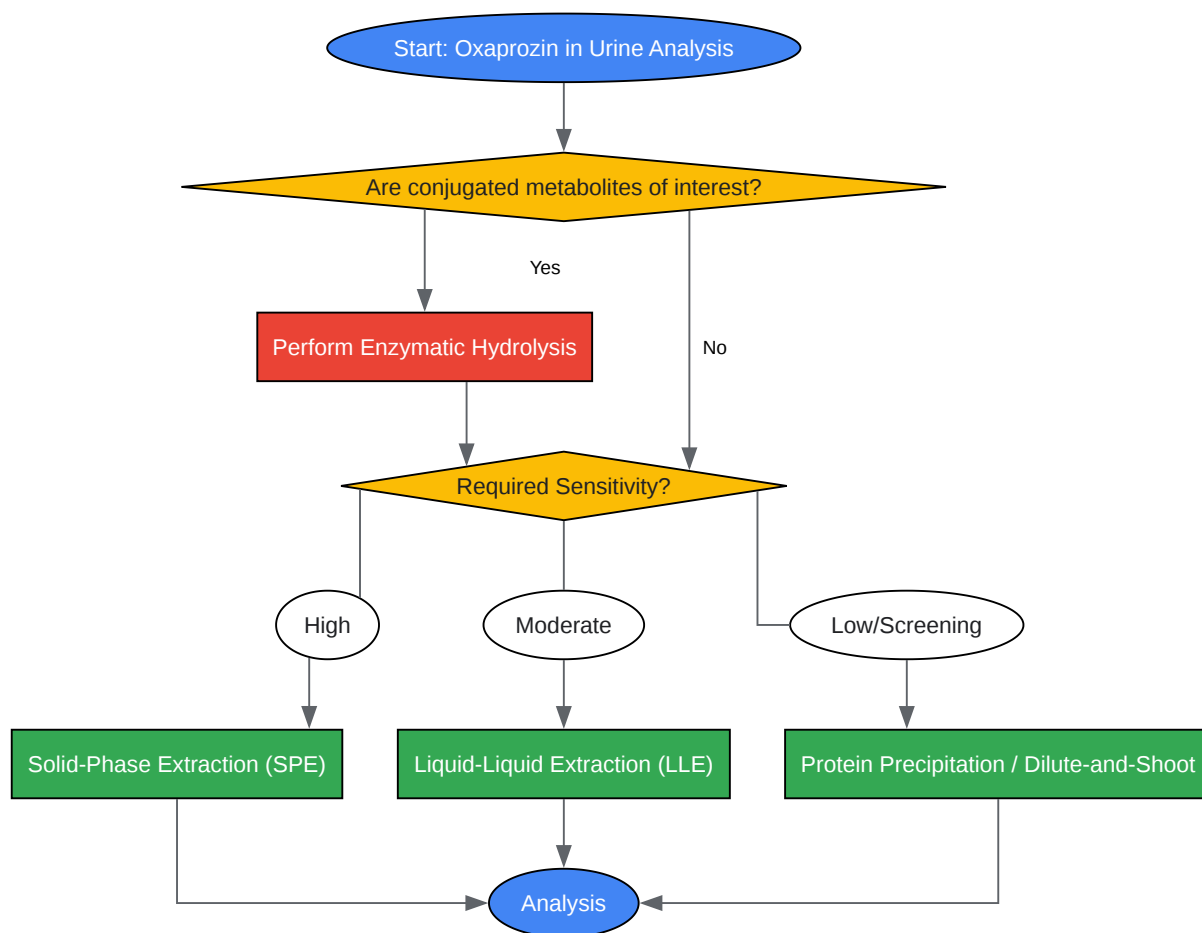 Start: Oxaprozin in Urine Analysis
Are conjugated metabolites of interest?
Yes
Perform Enzymatic Hydrolysis
No
Required Sensitivity?
High
Moderate
Low/Screening
Solid-Phase Extraction (SPE)
Liquid-Liquid Extraction (LLE)
Protein Precipitation / Dilute-and-Shoot
Analysis